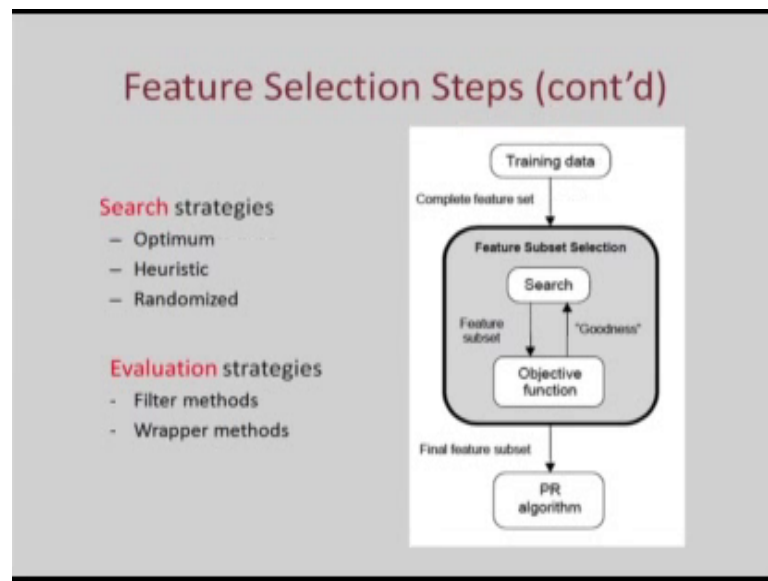 Feature Selection Steps (cont'd)
Search strategies
– Optimum
– Heuristic
– Randomized
Evaluation strategies
- Filter methods
- Wrapper methods
Training data
Complete feature set
Feature Subset Selection
Search
Feature
subset
"Goodness"
Objective
function
Final feature subset
PR
algorithm